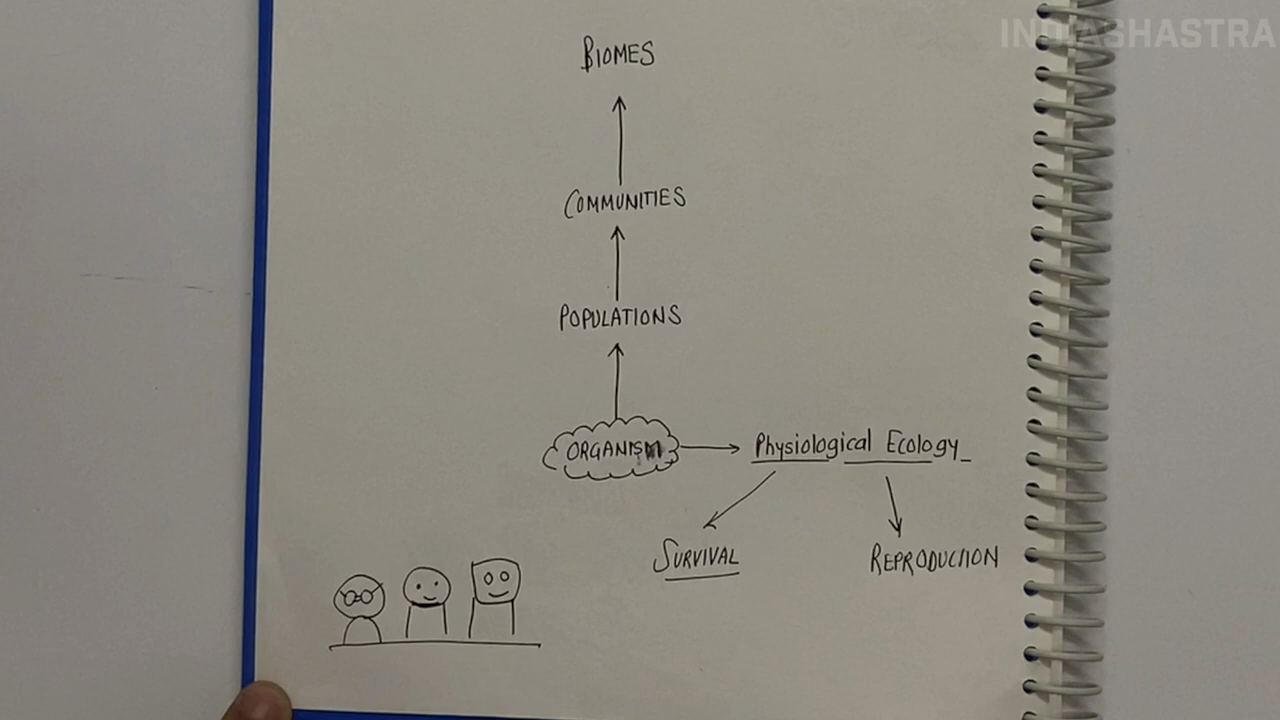 INDIASHASTRA
BIOMES
COMMUNITIES
POPULATIONS
ORGANISM
Physiological Ecology
SURVIVAL
REPRODUCTION